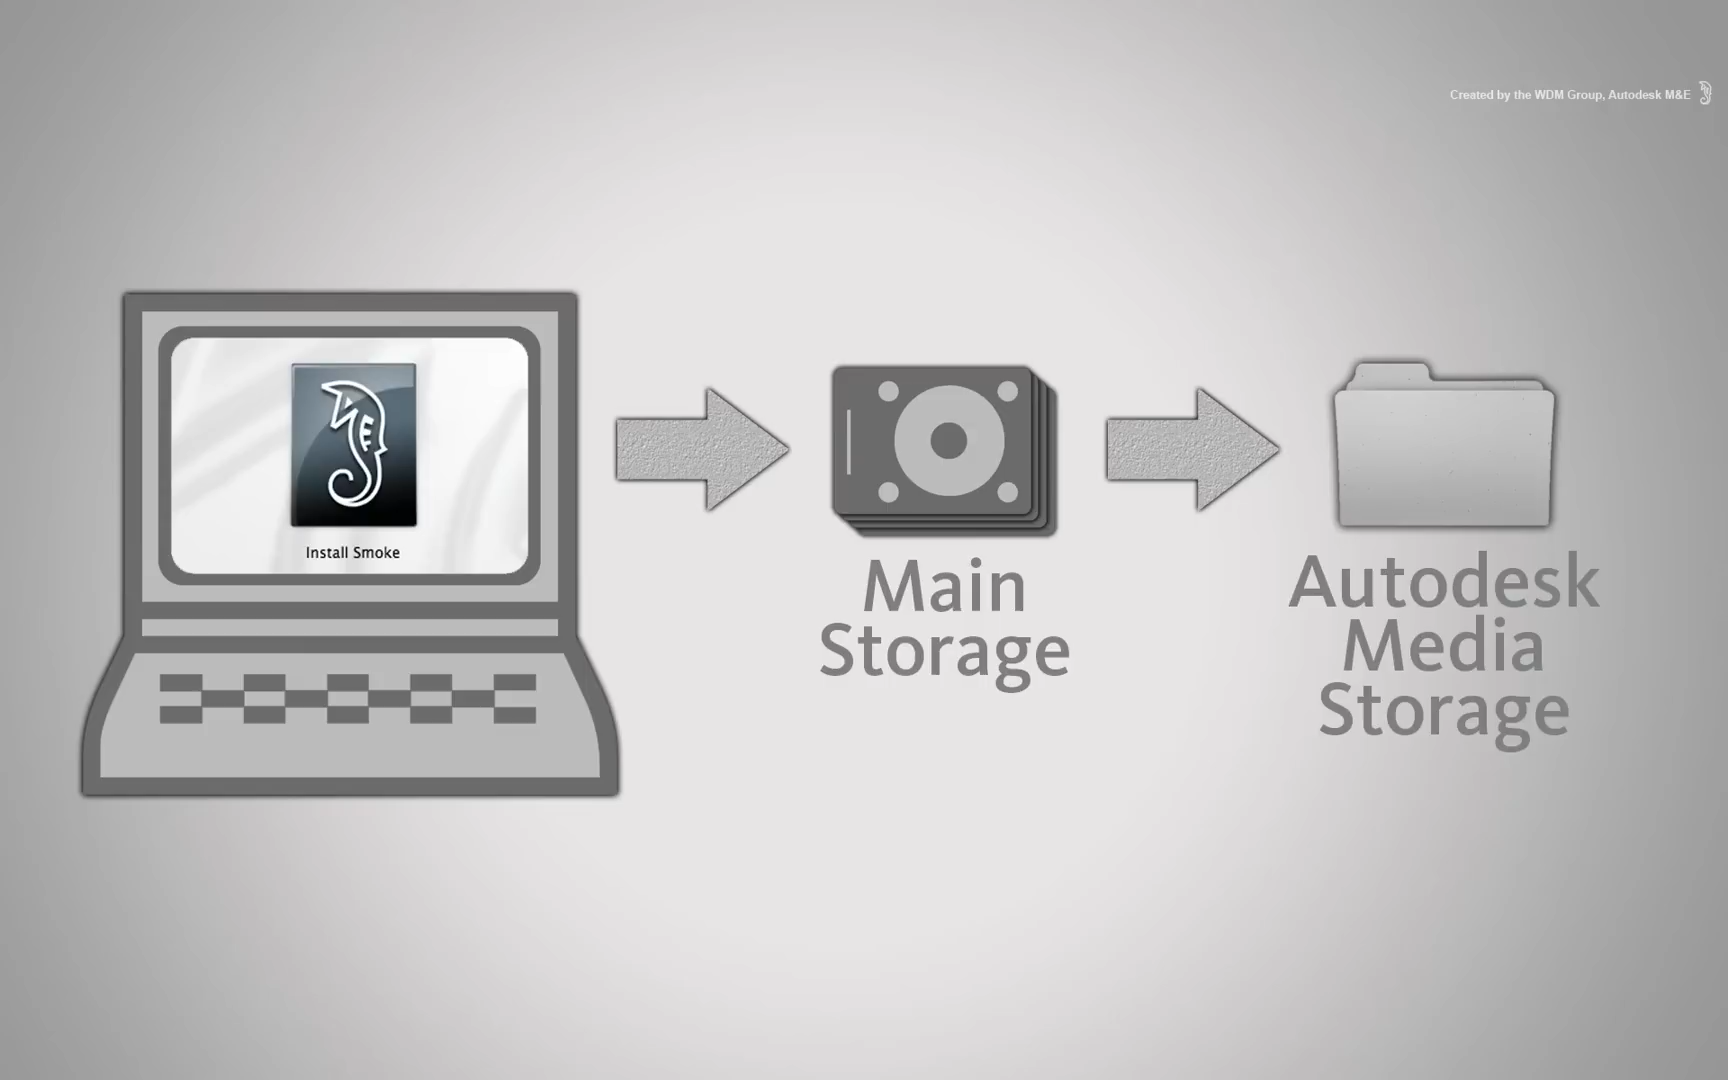 Created by the WDM Group, Autodesk M&E
Install Smoke
Main
Storage
Autodesk
Media
Storage